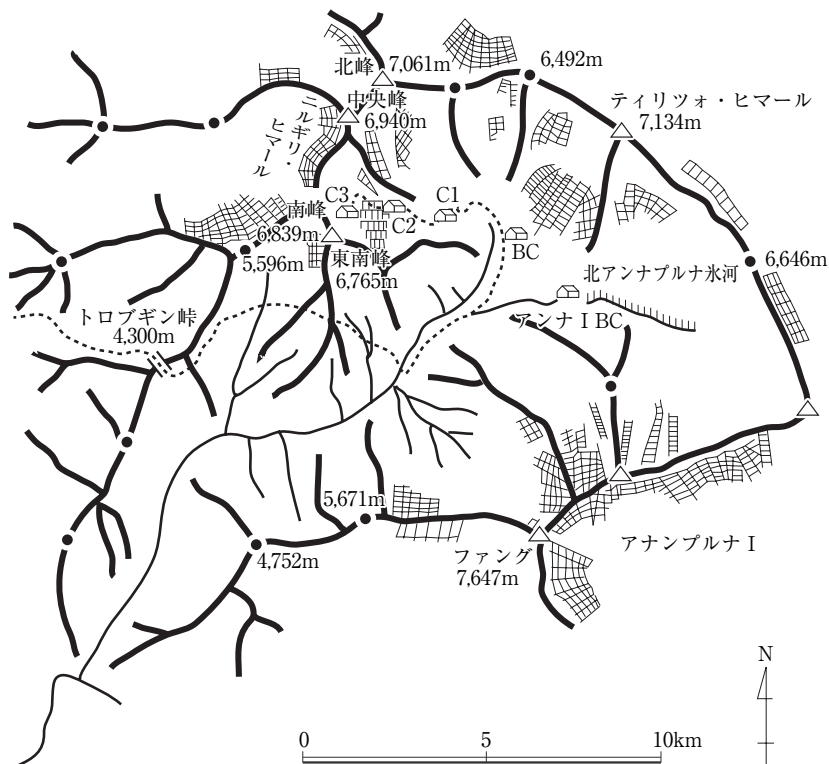 北峰
7,061m
6,492m
中央峰
6,940m
ティリツォ・ヒマール
7,134m
ニルギリ・
ヒマール
C3
C2
C1
BC
南峰
6,839m
東南峰
6,765m
5,596m
6,646m
北アンナプルナ氷河
アンナⅠBC
トロブギン峠
4,300m
5,671m
4,752m
ファング
7,647m
アナンプルナⅠ
N
0 5 10km